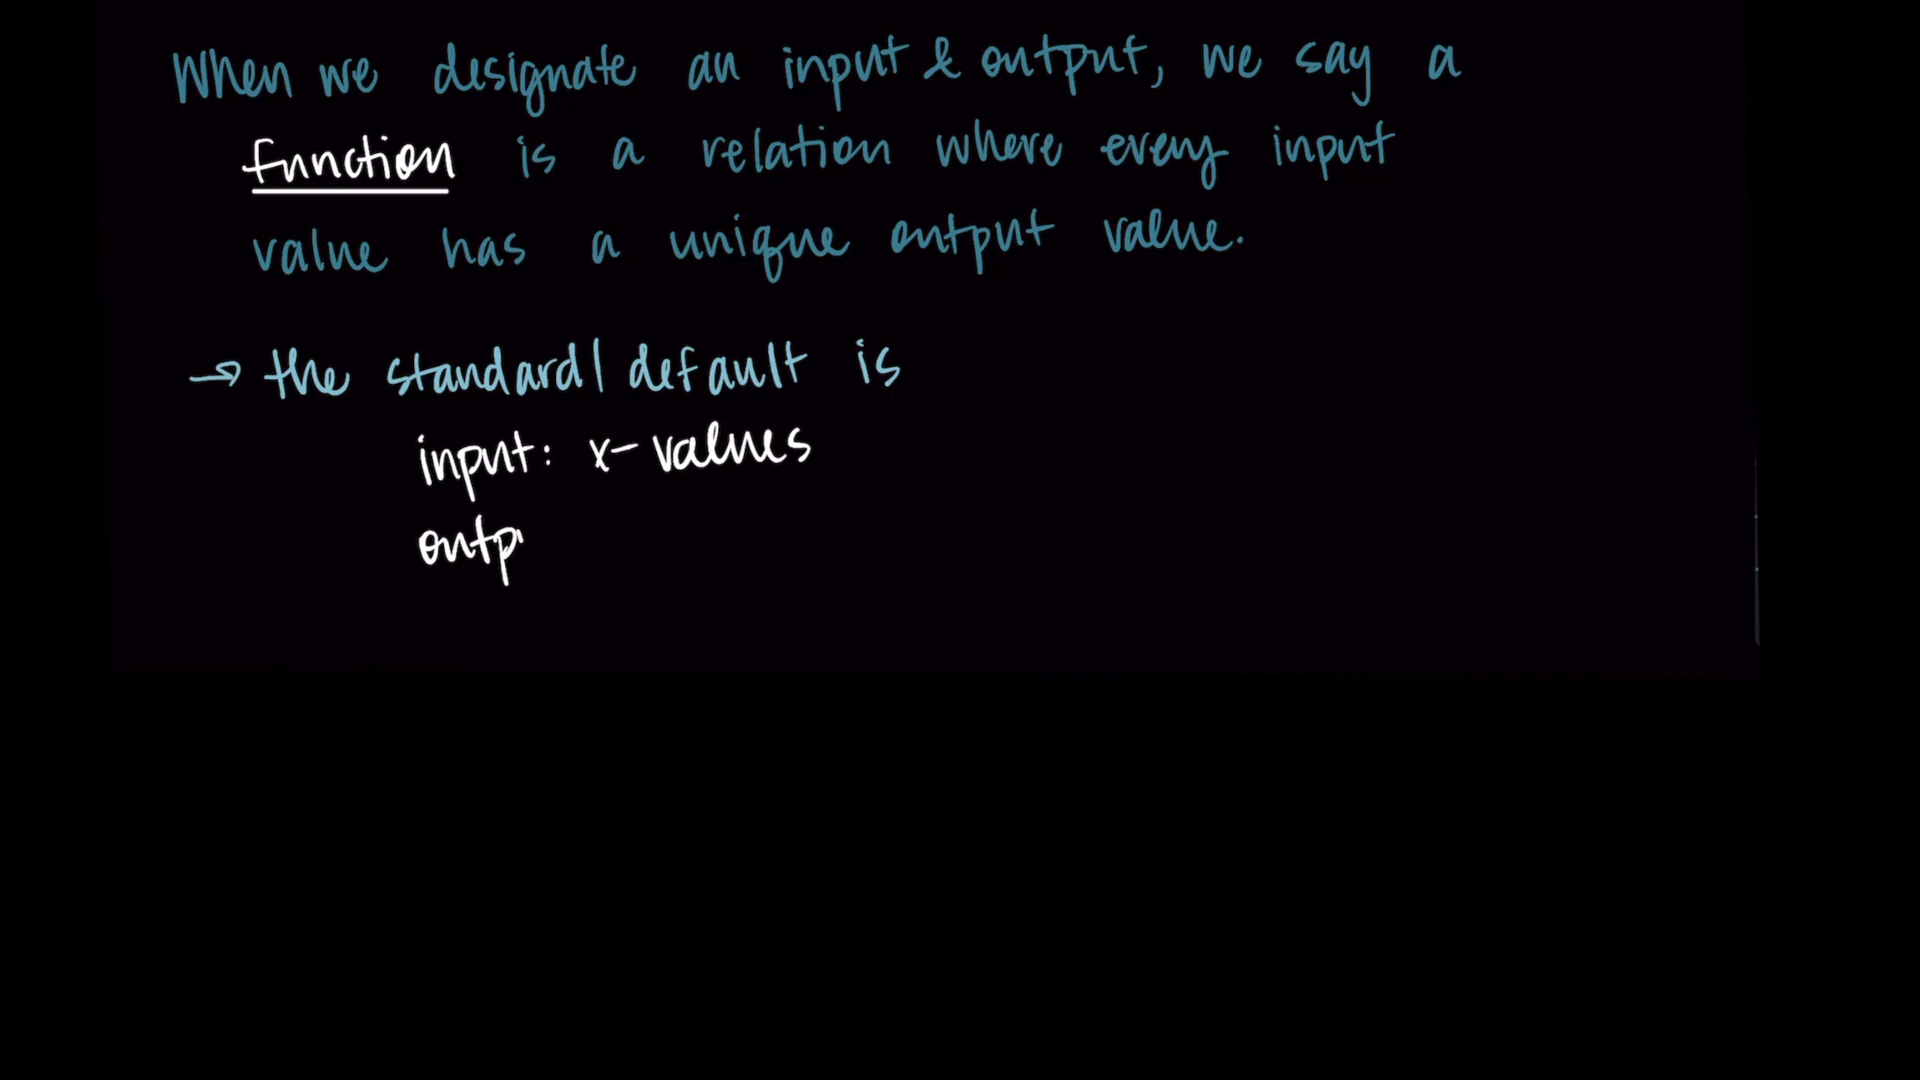 When we designate an input & output, we say a
function is a relation where every input
value has a unique output value.
→ the standard/default is
input: x-values
outp